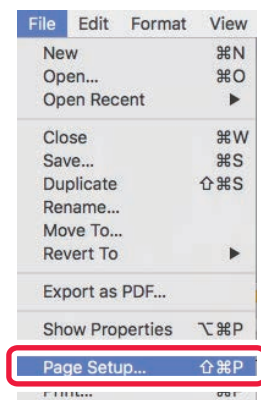 File Edit Format View
New ⌘N
Open... ⌘O
Open Recent ▶
Close ⌘W
Save... ⌘S
Duplicate ⇧⌘S
Rename...
Move To...
Revert To ▶
Export as PDF...
Show Properties ⌥⌘P
Page Setup... ⇧⌘P
Print... ⌘P